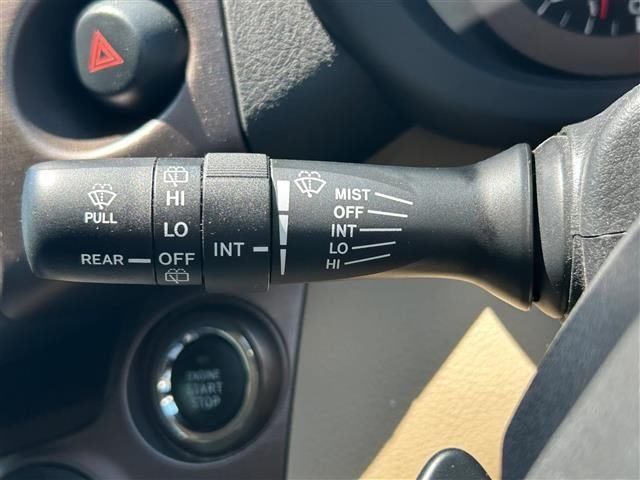 PULL
REAR
HI
LO
OFF
INT
MIST
OFF
INT
LO
HI
ENGINE
START
STOP